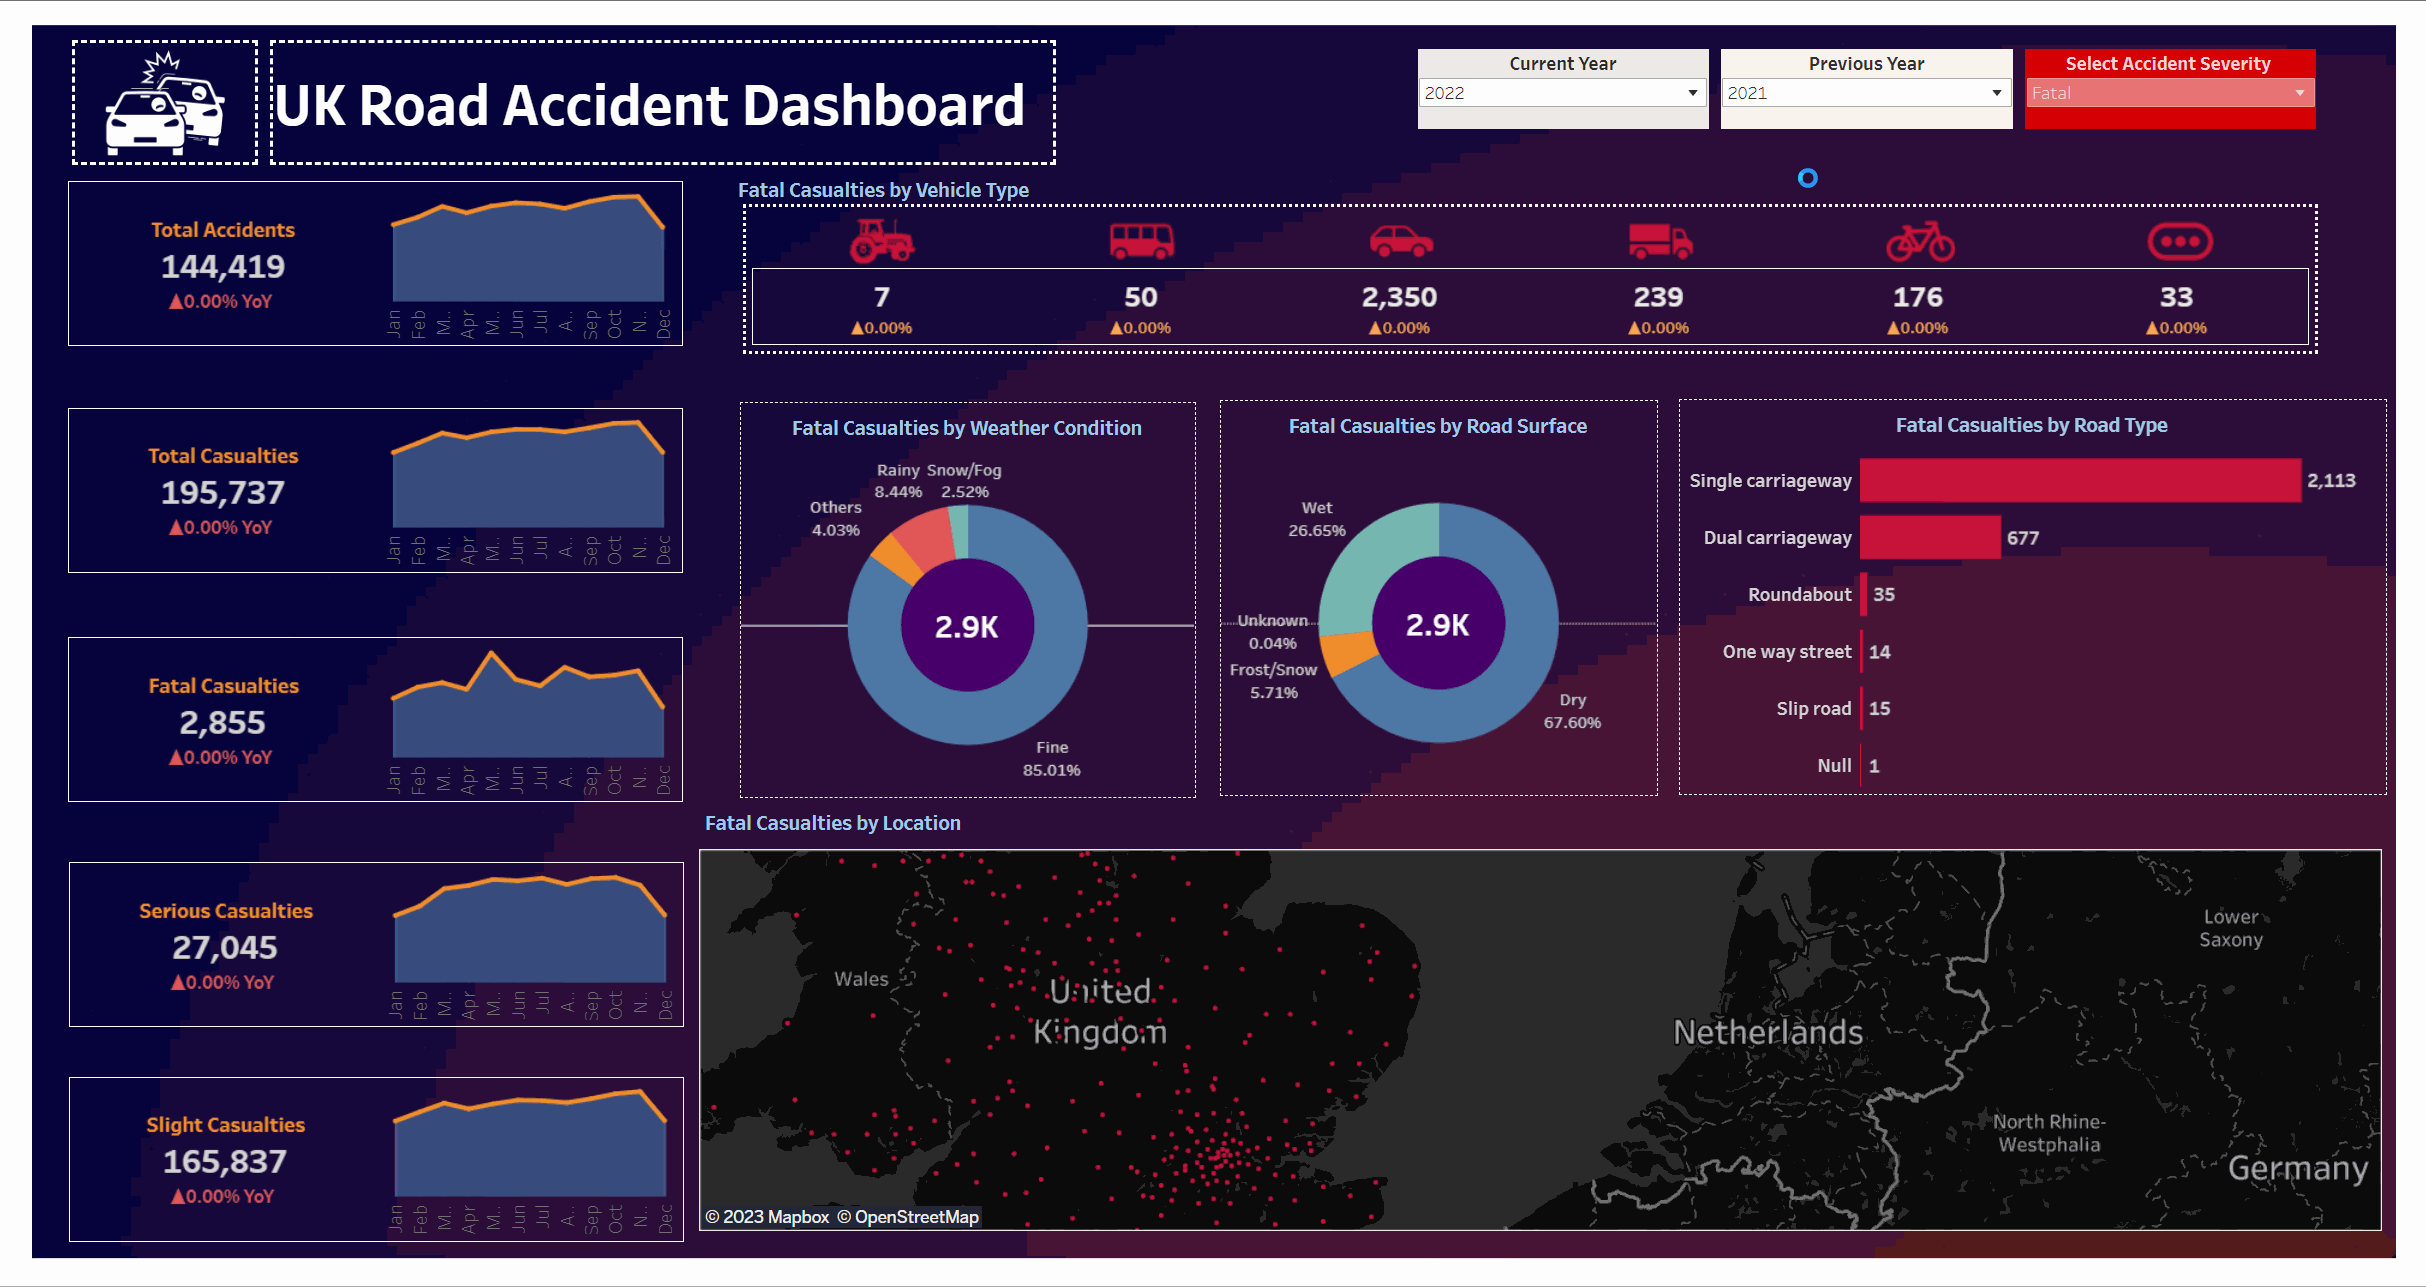 UK Road Accident Dashboard
Current Year
2022
Previous Year
2021
Select Accident Severity
Fatal
Total Accidents
144,419
▲0.00% YoY
Jan Feb M.. Apr M.. Jun Jul A.. Sep Oct N.. Dec
Total Casualties
195,737
▲0.00% YoY
Jan Feb M.. Apr M.. Jun Jul A.. Sep Oct N.. Dec
Fatal Casualties
2,855
▲0.00% YoY
Jan Feb M.. Apr M.. Jun Jul A.. Sep Oct N.. Dec
Serious Casualties
27,045
▲0.00% YoY
Jan Feb M.. Apr M.. Jun Jul A.. Sep Oct N.. Dec
Slight Casualties
165,837
▲0.00% YoY
Jan Feb M.. Apr M.. Jun Jul A.. Sep Oct N.. Dec
Fatal Casualties by Vehicle Type
7 50 2,350 239 176 33
▲0.00% ▲0.00% ▲0.00% ▲0.00% ▲0.00% ▲0.00%
Fatal Casualties by Weather Condition
Rainy
8.44%
Snow/Fog
2.52%
Others
4.03%
2.9K
Fine
85.01%
Fatal Casualties by Road Surface
Wet
26.65%
Unknown
0.04%
Frost/Snow
5.71%
2.9K
Dry
67.60%
Fatal Casualties by Road Type
Single carriageway 2,113
Dual carriageway 677
Roundabout 35
One way street 14
Slip road 15
Null 1
Fatal Casualties by Location
Wales
United
Kingdom
Netherlands
Lower
Saxony
North Rhine-
Westphalia
Germany
© 2023 Mapbox © OpenStreetMap